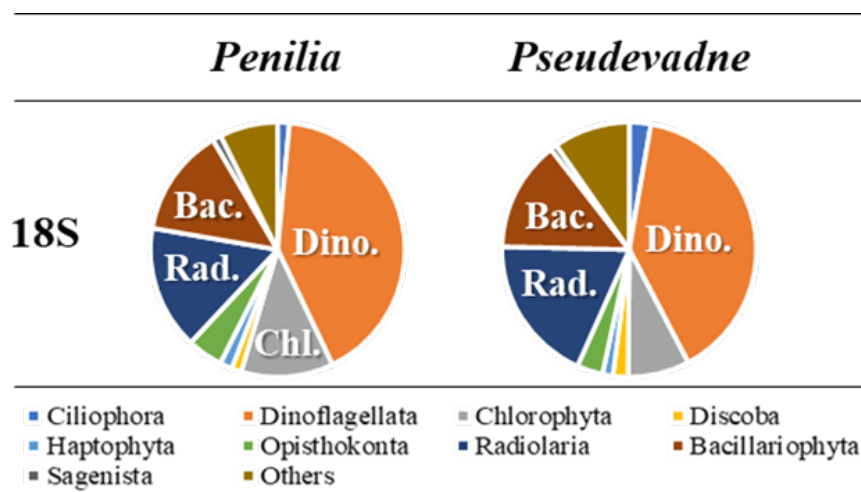 Penilia Pseudevadne
18S
Bac. Dino. Rad. Chl.
Bac. Dino. Rad.
Ciliophora Dinoflagellata Chlorophyta Discoba
Haptophyta Opisthokonta Radiolaria Bacillariophyta
Sagenista Others